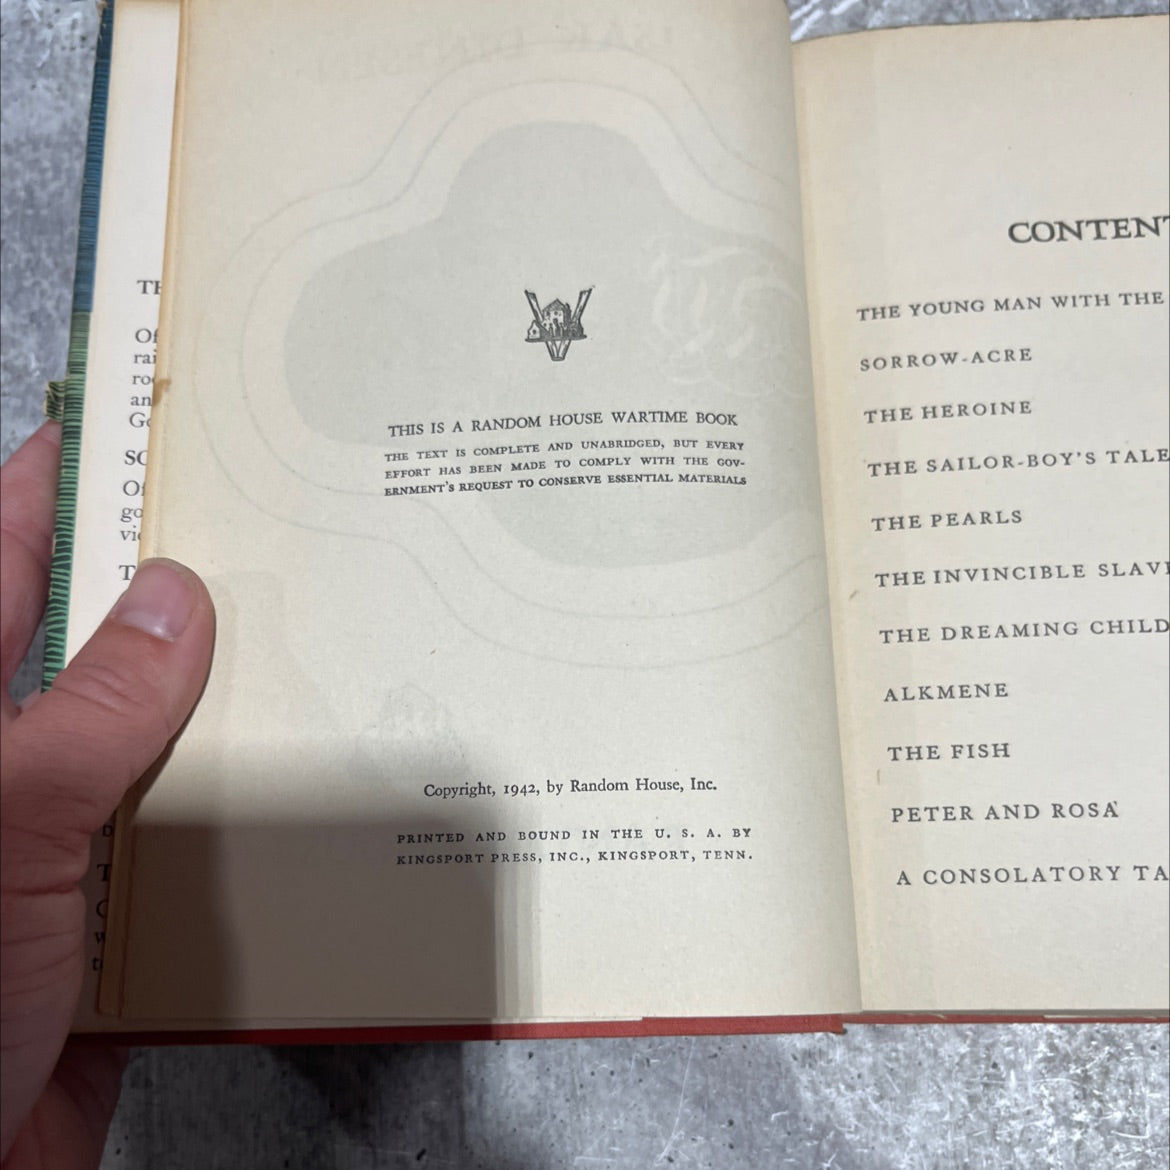 THIS IS A RANDOM HOUSE WARTIME BOOK
THE TEXT IS COMPLETE AND UNABRIDGED, BUT EVERY
EFFORT HAS BEEN MADE TO COMPLY WITH THE GOV-
ERNMENT'S REQUEST TO CONSERVE ESSENTIAL MATERIALS
Copyright, 1942, by Random House, Inc.
PRINTED AND BOUND IN THE U. S. A. BY
KINGSPORT PRESS, INC., KINGSPORT, TENN.
CONTENT
THE YOUNG MAN WITH THE
SORROW-ACRE
THE HEROINE
THE SAILOR-BOY'S TALE
THE PEARLS
THE INVINCIBLE SLAVE
THE DREAMING CHILD
ALKMENE
THE FISH
PETER AND ROSA
A CONSOLATORY TA